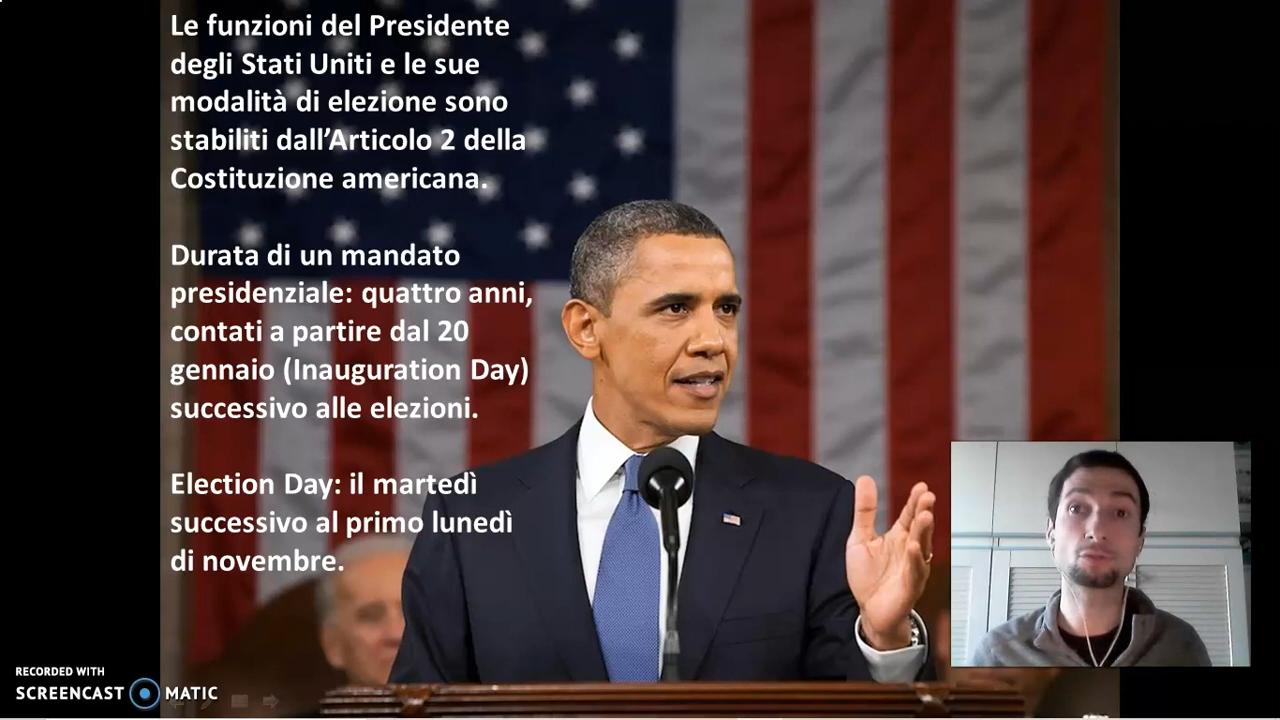 Le funzioni del Presidente
degli Stati Uniti e le sue
modalità di elezione sono
stabiliti dall’Articolo 2 della
Costituzione americana.
Durata di un mandato
presidenziale: quattro anni,
contati a partire dal 20
gennaio (Inauguration Day)
successivo alle elezioni.
Election Day: il martedì
successivo al primo lunedì
di novembre.
RECORDED WITH
SCREENCAST MATIC